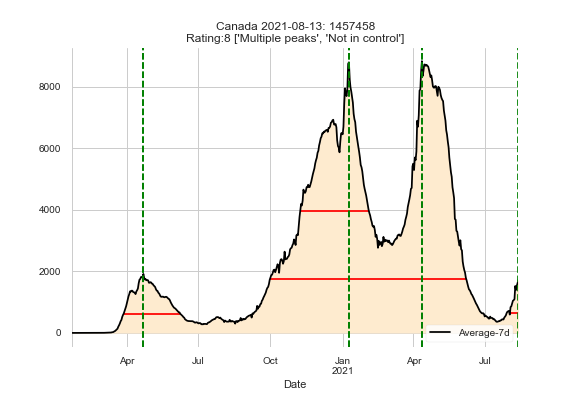 Canada 2021-08-13: 1457458
Rating:8 ['Multiple peaks', 'Not in control']
8000
6000
4000
2000
0
Average-7d
Apr Jul Oct Jan Apr Jul
2021
Date